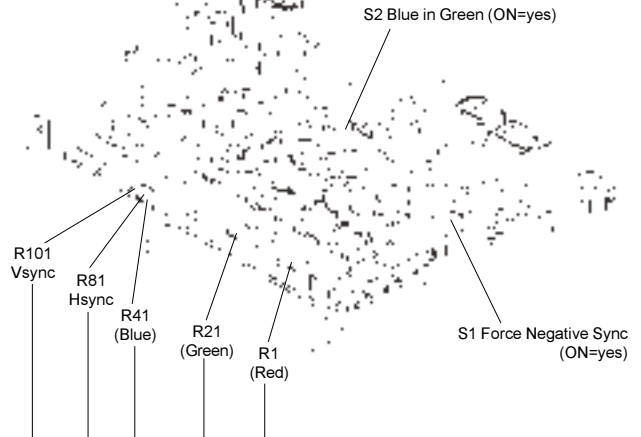 S2 Blue in Green (ON=yes)
R101
Vsync
R81
Hsync
R41
(Blue)
R21
(Green)
R1
(Red)
S1 Force Negative Sync
(ON=yes)